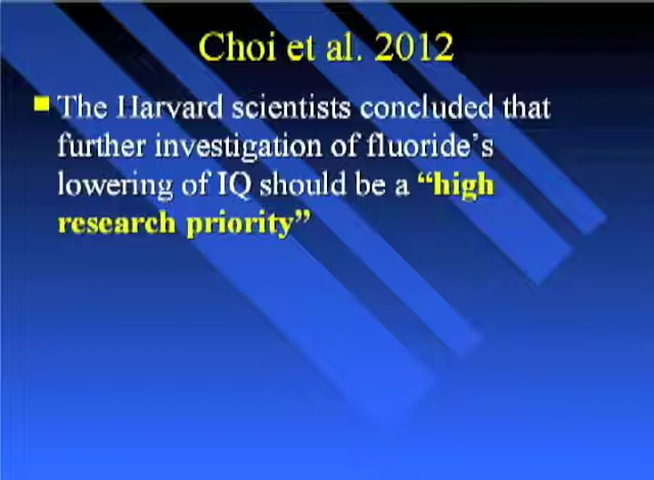 Choi et al. 2012
The Harvard scientists concluded that
further investigation of fluoride's
lowering of IQ should be a “high
research priority”